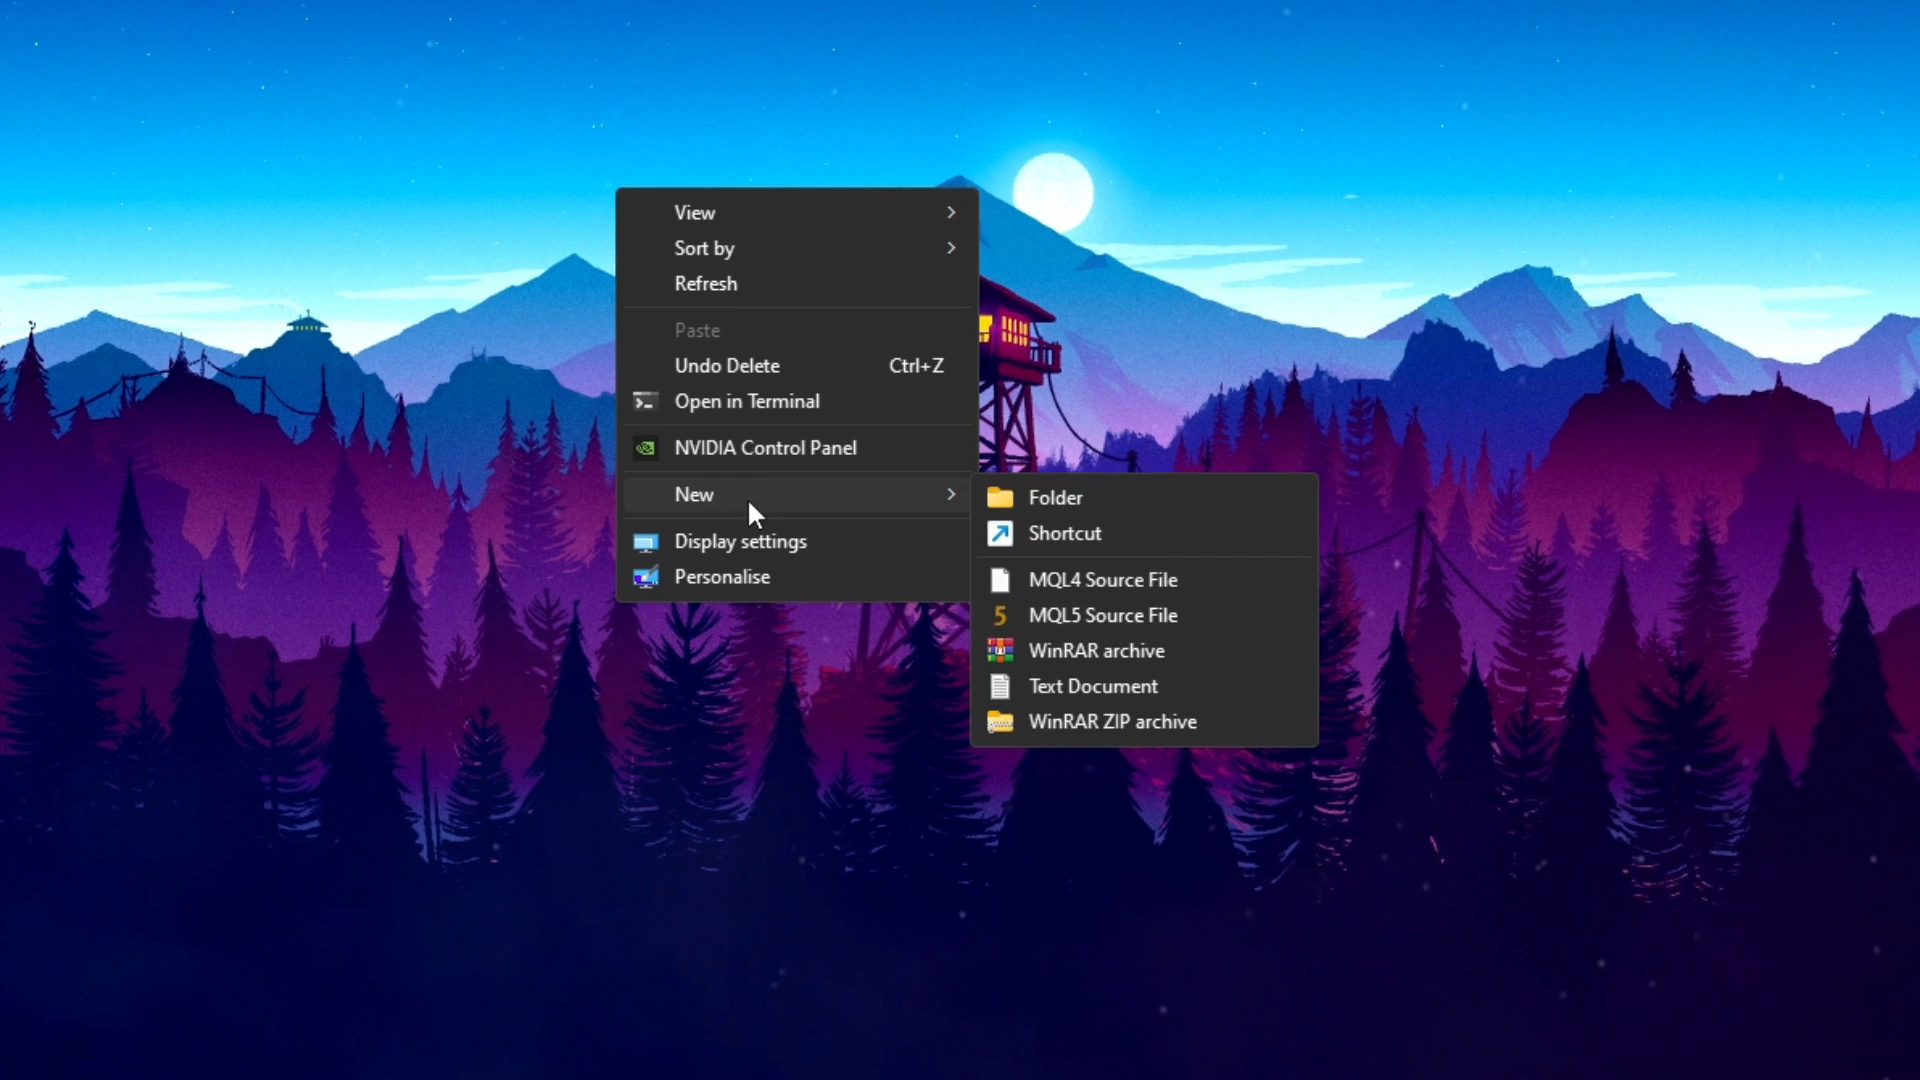 View
Sort by
Refresh
Paste
Undo Delete Ctrl+Z
Open in Terminal
NVIDIA Control Panel
New
Display settings
Personalise
Folder
Shortcut
MQL4 Source File
5 MQL5 Source File
WinRAR archive
Text Document
WinRAR ZIP archive